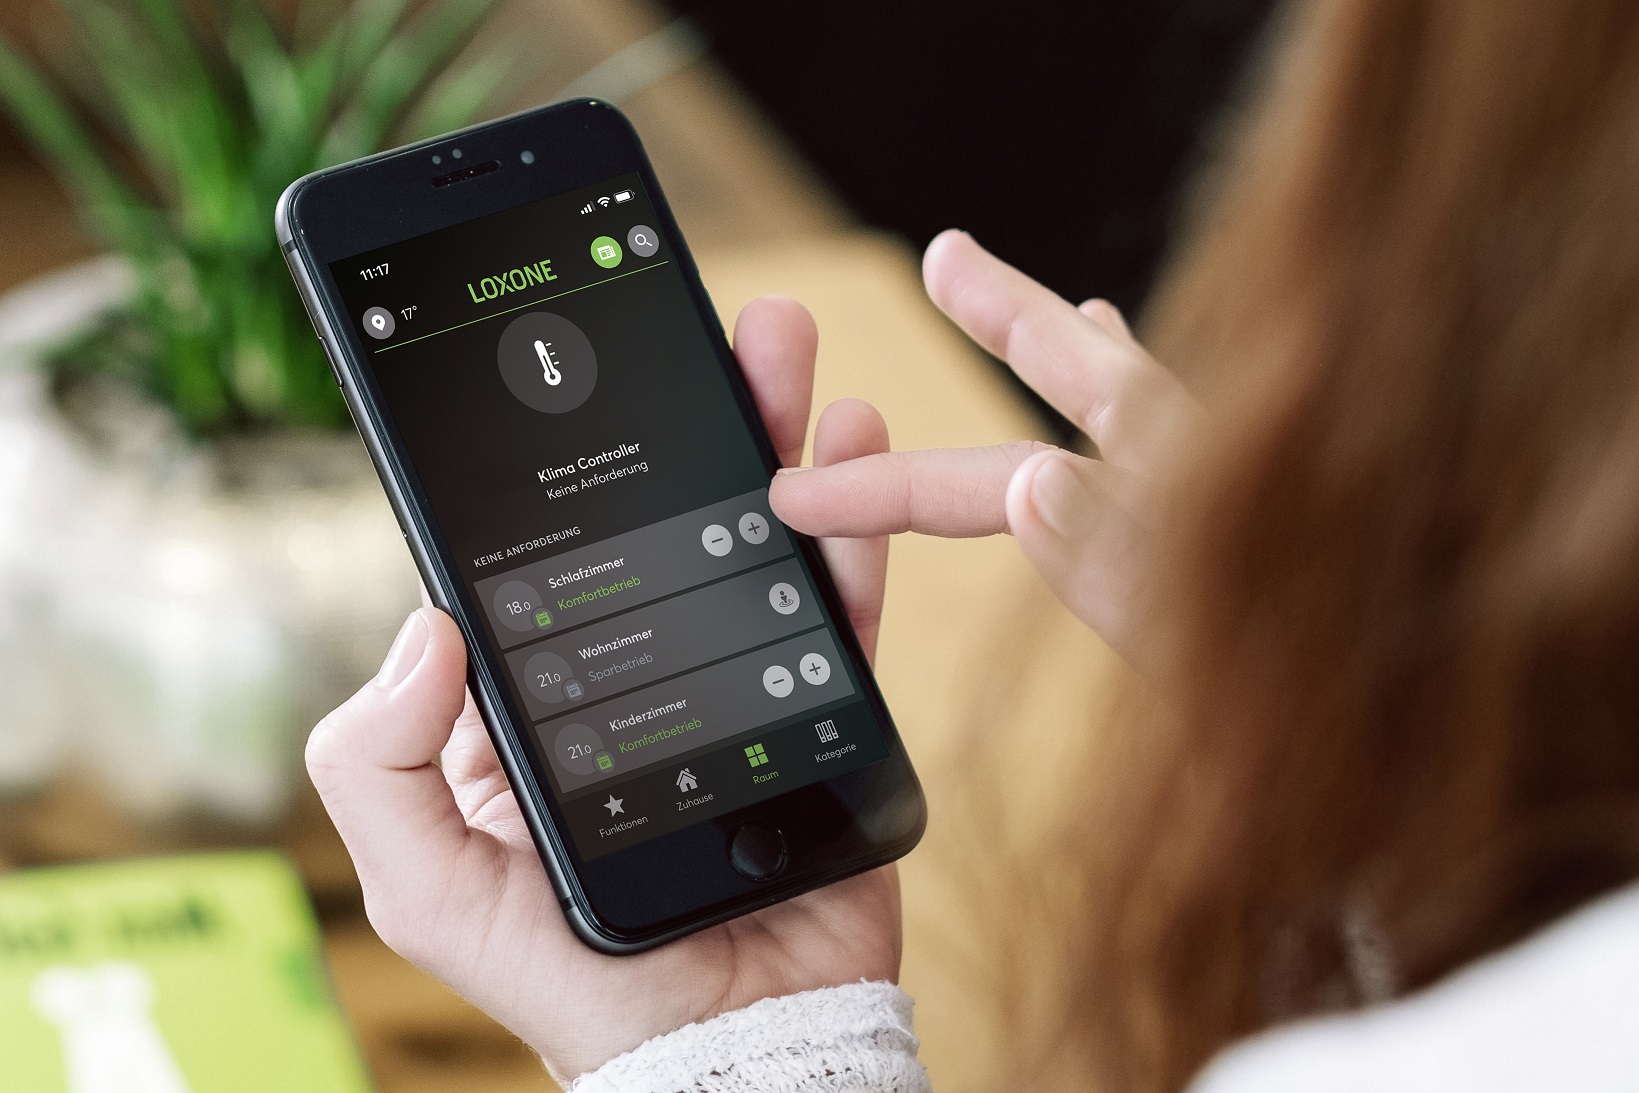 11:17
LOXONE
17°
Klima Controller
Keine Anforderung
KEINE ANFORDERUNG
18.0
Schlafzimmer
Komfortbetrieb
21.0
Wohnzimmer
Sparbetrieb
21.0
Kinderzimmer
Komfortbetrieb
Funktionen
Zuhause
Raum
Kategorie